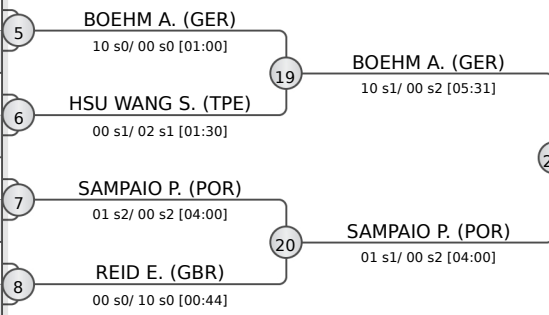 5
BOEHM A. (GER)
10 s0/ 00 s0 [01:00]
19
BOEHM A. (GER)
10 s1/ 00 s2 [05:31]
6
HSU WANG S. (TPE)
00 s1/ 02 s1 [01:30]
7
SAMPAIO P. (POR)
01 s2/ 00 s2 [04:00]
20
SAMPAIO P. (POR)
01 s1/ 00 s2 [04:00]
8
REID E. (GBR)
00 s0/ 10 s0 [00:44]